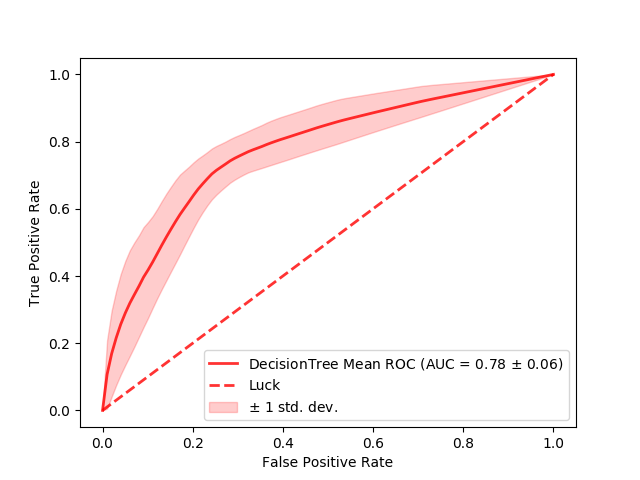 1.0
0.8
0.6
0.4
0.2
0.0
True Positive Rate
DecisionTree Mean ROC (AUC = 0.78 ± 0.06)
Luck
± 1 std. dev.
0.0 0.2 0.4 0.6 0.8 1.0
False Positive Rate